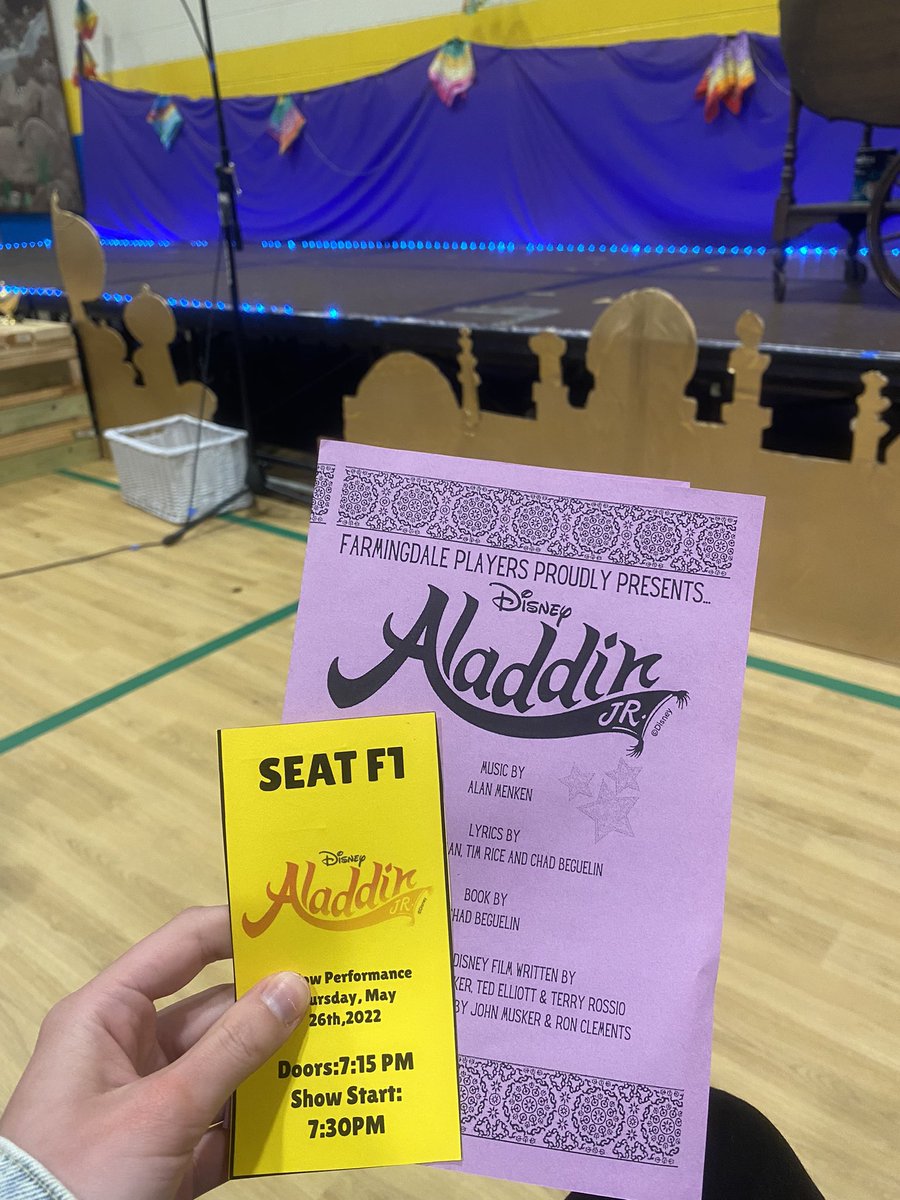 FARMINGDALE PLAYERS PROUDLY PRESENTS...
DISNEY
Aladdin
JR.
©Disney
MUSIC BY
ALAN MENKEN
LYRICS BY
TIM RICE AND CHAD BEGUELIN
BOOK BY
CHAD BEGUELIN
DISNEY FILM WRITTEN BY
TED ELLIOTT & TERRY ROSSIO
BY JOHN MUSKER & RON CLEMENTS
SEAT F1
DISNEY
Aladdin
JR.
©Disney
Performance
May
26th,2022
Doors:7:15 PM
Show Start:
7:30PM